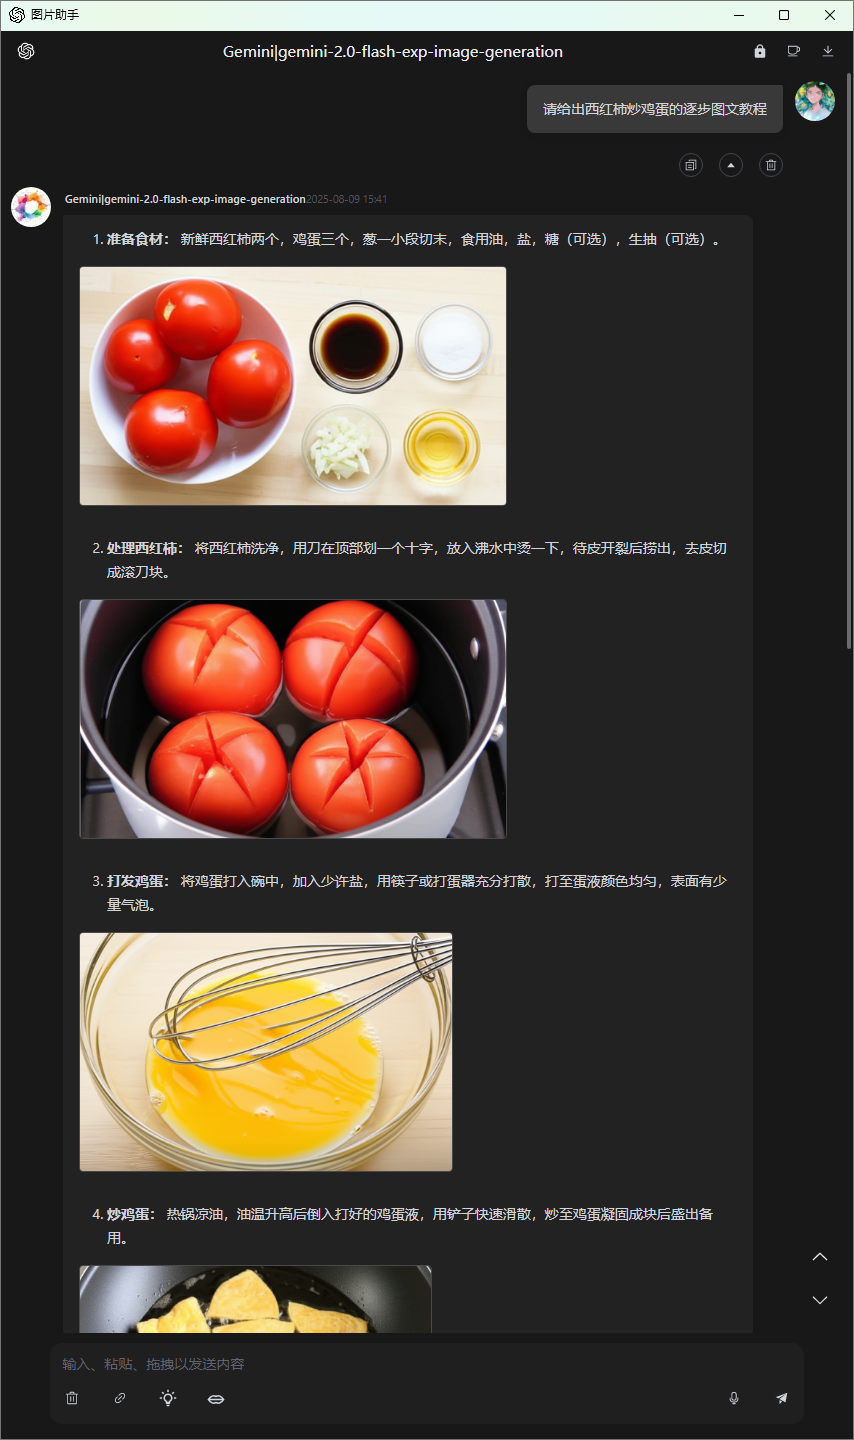 图片助手
Gemini|gemini-2.0-flash-exp-image-generation
请给出西红柿炒鸡蛋的逐步图文教程
Gemini|gemini-2.0-flash-exp-image-generation2025-08-09 15:41
1. 准备食材： 新鲜西红柿两个，鸡蛋三个，葱一小段切末，食用油，盐，糖（可选），生抽（可选）。
2. 处理西红柿： 将西红柿洗净，用刀在顶部划一个十字，放入沸水中烫一下，待皮开裂后捞出，去皮切
成滚刀块。
3. 打发鸡蛋： 将鸡蛋打入碗中，加入少许盐，用筷子或打蛋器充分打散，打至蛋液颜色均匀，表面有少
量气泡。
4. 炒鸡蛋： 热锅凉油，油温升高后倒入打好的鸡蛋液，用铲子快速滑散，炒至鸡蛋凝固成块后盛出备
用。
输入、粘贴、拖拽以发送内容